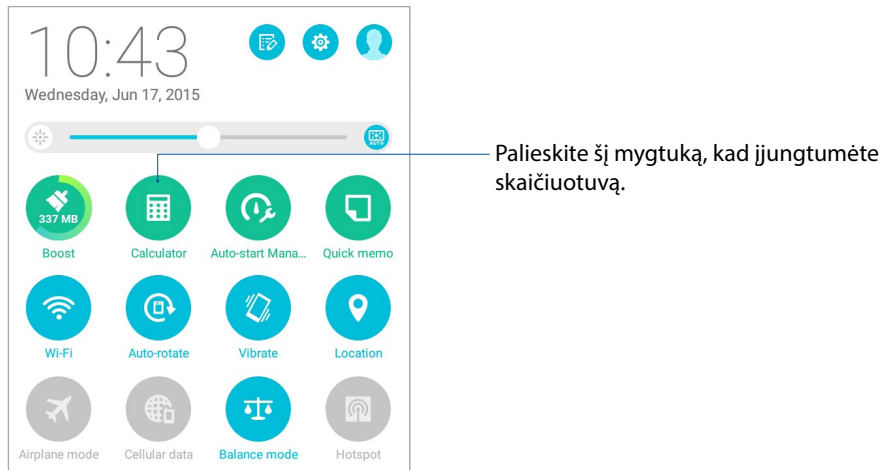 10:43
Wednesday, Jun 17, 2015
AUTO
Palieskite šį mygtuką, kad įjungtumėte
skaičiuotuvą.
337 MB
Boost
Calculator
Auto-start Mana...
Quick memo
Wi-Fi
Auto-rotate
Vibrate
Location
Airplane mode
Cellular data
Balance mode
Hotspot